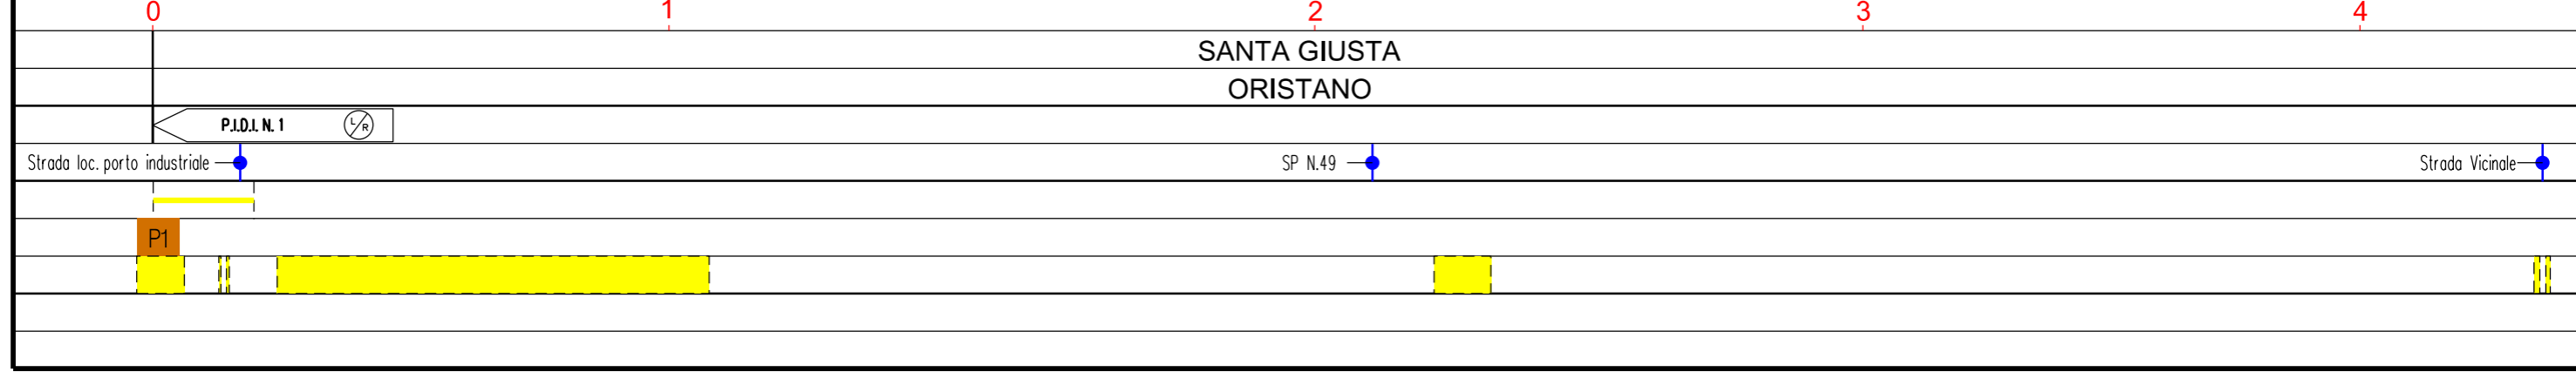 0 1 2 3 4
SANTA GIUSTA
ORISTANO
P.I.D.I. N. 1 L/R
Strada loc. porto industriale SP N.49 Strada Vicinale
P1